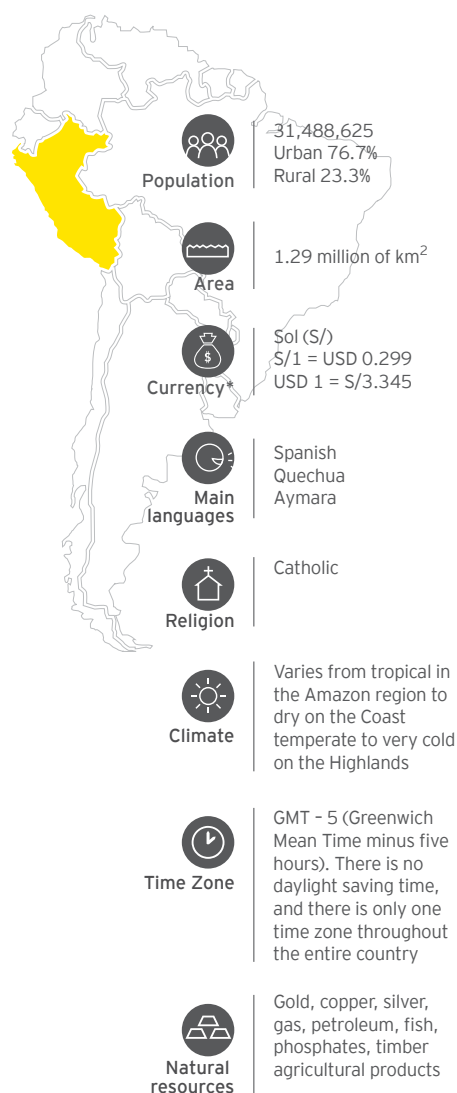 Population
31,488,625
Urban 76.7%
Rural 23.3%
Area
1.29 million of km²
Currency*
$
Sol (S/)
S/1 = USD 0.299
USD 1 = S/3.345
Main
languages
Spanish
Quechua
Aymara
Religion
Catholic
Climate
Varies from tropical in
the Amazon region to
dry on the Coast
temperate to very cold
on the Highlands
Time Zone
GMT – 5 (Greenwich
Mean Time minus five
hours). There is no
daylight saving time,
and there is only one
time zone throughout
the entire country
Natural
resources
Gold, copper, silver,
gas, petroleum, fish,
phosphates, timber
agricultural products